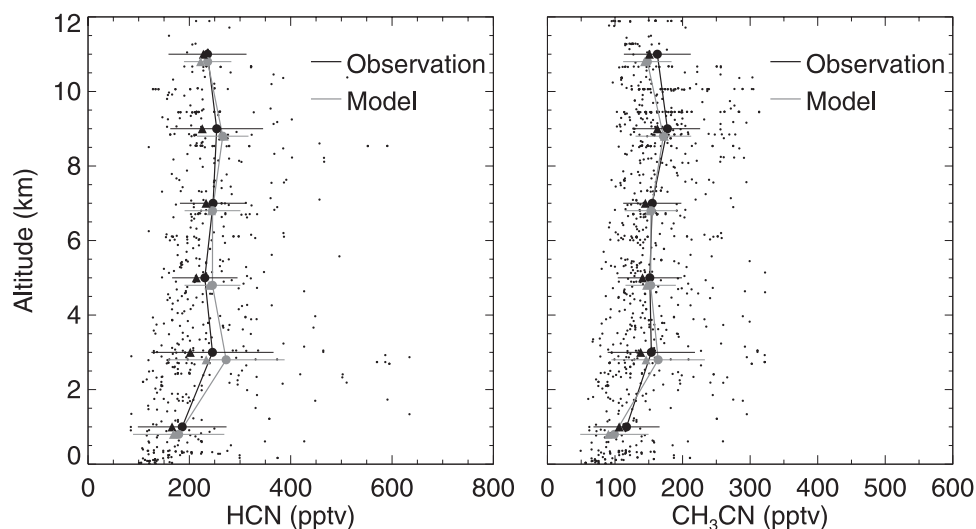 12
10
8
6
4
2
0
Altitude (km)
Observation
Model
0 200 400 600 800
HCN (pptv)
Observation
Model
0 100 200 300 400 500 600
CH₃CN (pptv)